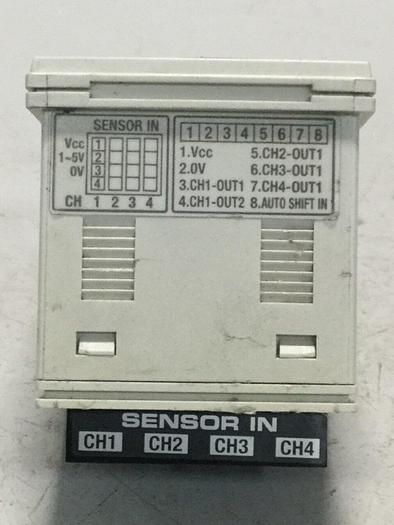 SENSOR IN
Vcc 1
1~5V 2
0V 3
4
CH 1 2 3 4
1 2 3 4 5 6 7 8
1.Vcc 5.CH2-OUT1
2.0V 6.CH3-OUT1
3.CH1-OUT1 7.CH4-OUT1
4.CH1-OUT2 8.AUTO SHIFT IN
SENSOR IN
CH1 CH2 CH3 CH4